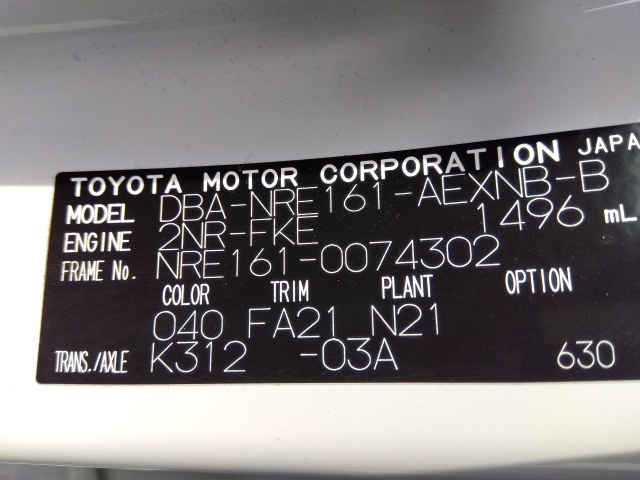 TOYOTA MOTOR CORPORATION JAPA
MODEL DBA-NRE161-AEXNB-B
ENGINE 2NR-FKE 1496 mL
FRAME No. NRE161-0074302
COLOR TRIM PLANT OPTION
040 FA21 N21
TRANS./AXLE K312 -03A 630